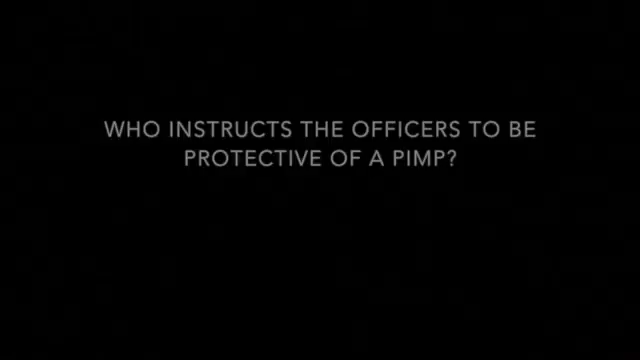 WHO INSTRUCTS THE OFFICERS TO BE
PROTECTIVE OF A PIMP?